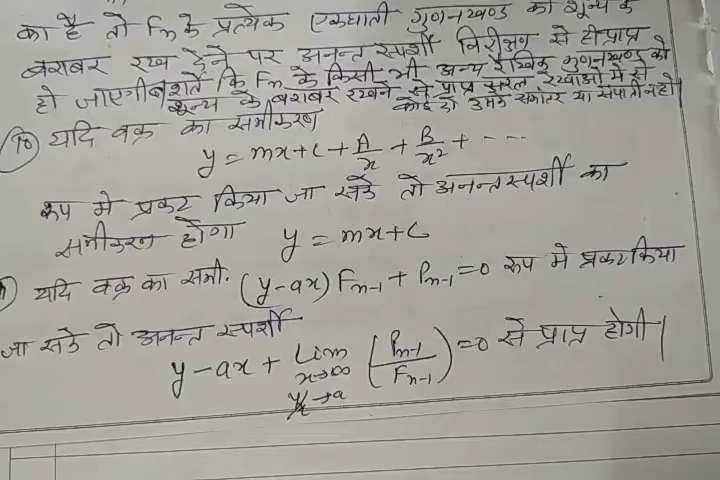 का है तो Fn के प्रत्येक एकघाती गुणनखण्ड को शून्य के
बराबर रख देने पर अनन्त स्पर्शी निरीक्षण से ही प्राप्त
हो जाएगी बशर्ते कि Fn के किसी भी अन्य रैखिक गुणनखण्ड को
शून्य के बराबर रखने से प्राप्त सरल रेखाओं में से
कोई भी उसके समांतर या संपाती न हो।
(10) यदि वक्र का समीकरण
y = mx + c + A/x + B/x² + ---
रूप मे प्रकट किया जा सके तो अनन्तस्पर्शी का
समीकरण होगा y = mx + c
यदि वक्र का समी. (y-ax) Fn-1 + Pn-1 = 0 रूप मे प्रकट किया
जा सके तो अनन्त स्पर्शी
y - ax + Lim x→∞ y/x→a (Pn-1/Fn-1) = 0 से प्राप्त होगी।